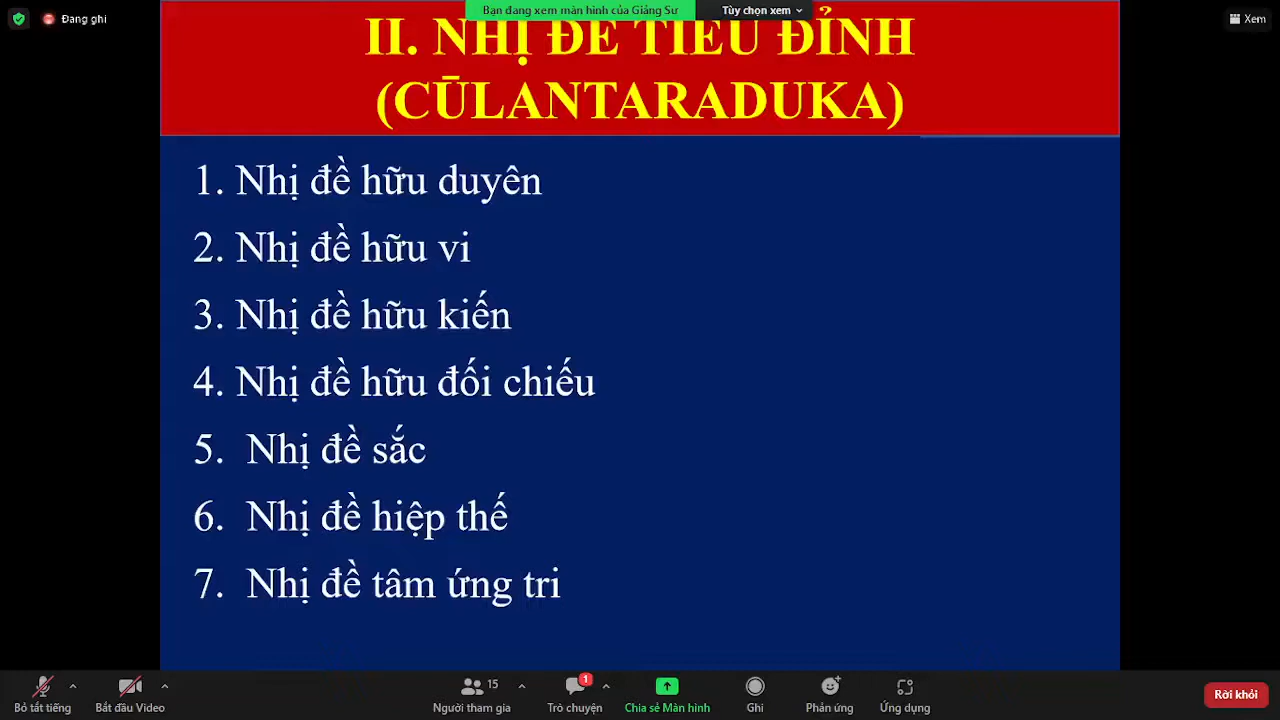 Bạn đang xem màn hình của Giảng Sư
Tùy chọn xem
Đang ghi
Xem
II. NHỊ ĐỀ TIỂU ĐỈNH
(CŪLANTARADUKA)
1. Nhị đề hữu duyên
2. Nhị đề hữu vi
3. Nhị đề hữu kiến
4. Nhị đề hữu đối chiếu
5. Nhị đề sắc
6. Nhị đề hiệp thế
7. Nhị đề tâm ứng tri
15
1
Bỏ tắt tiếng
Bắt đầu Video
Người tham gia
Trò chuyện
Chia sẻ Màn hình
Ghi
Phản ứng
Ứng dụng
Rời khỏi